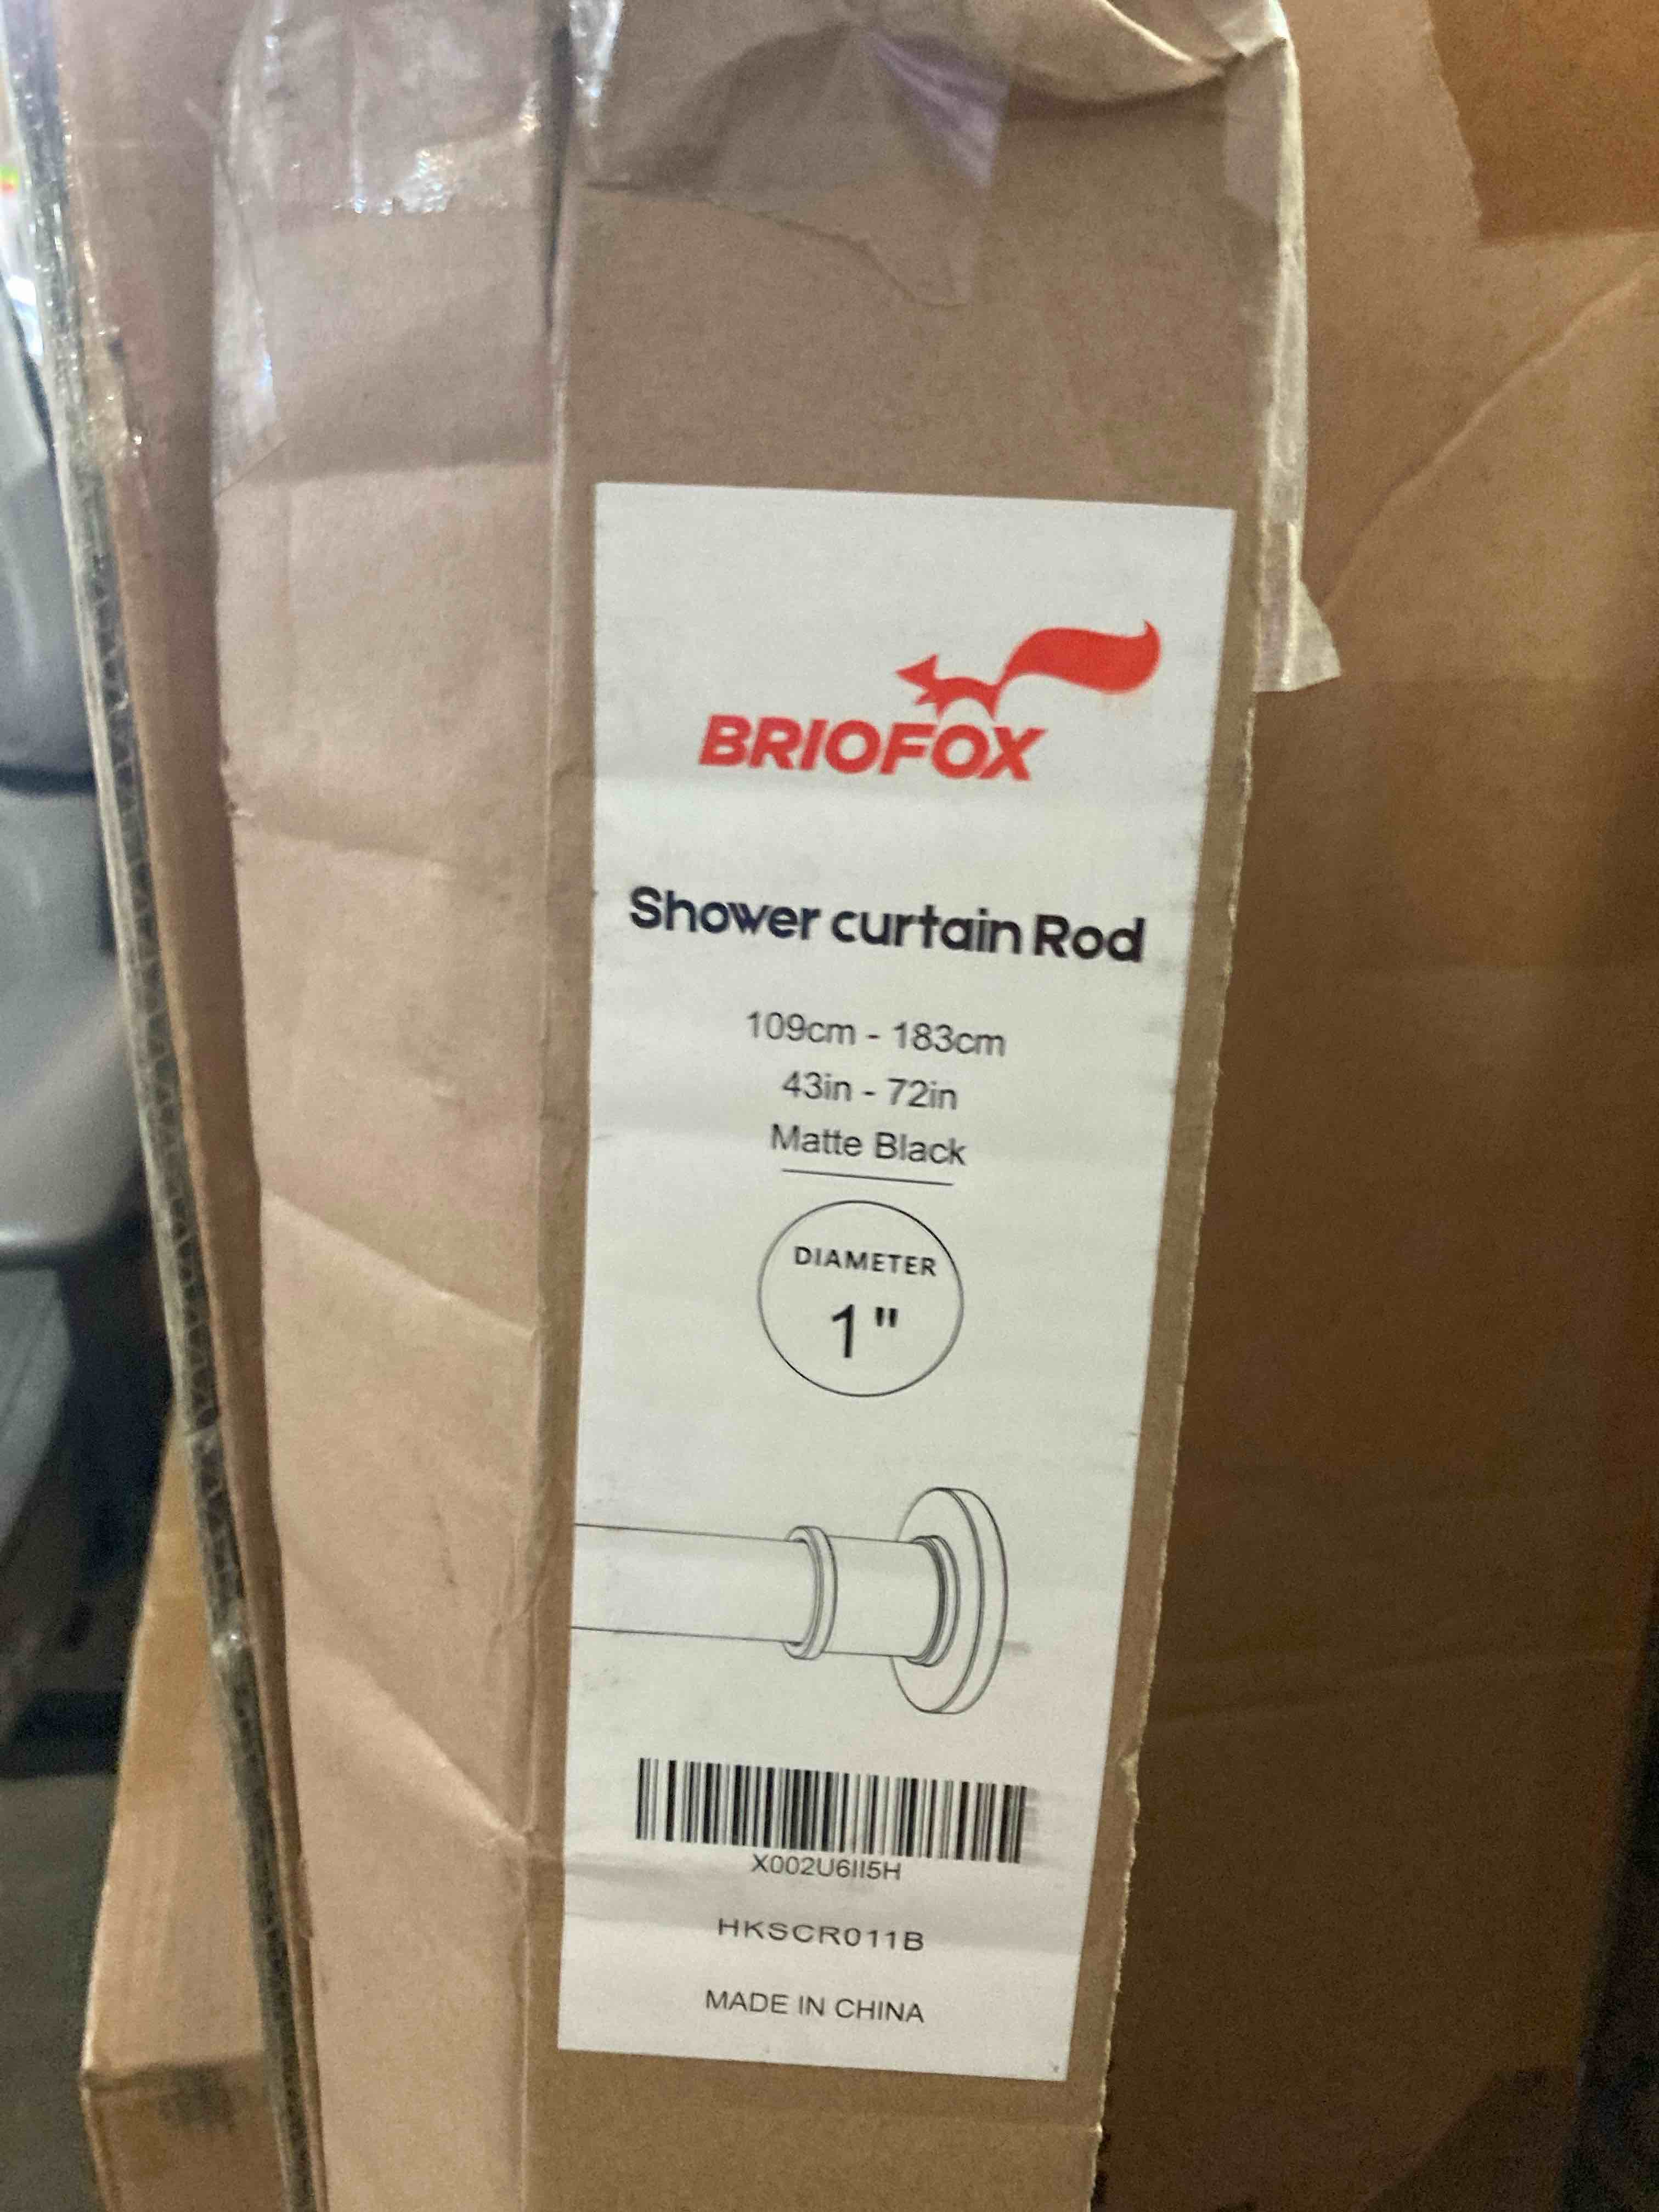 BRIOFOX
Shower curtain Rod
109cm - 183cm
43in - 72in
Matte Black
DIAMETER
1"
X002U6II5H
HKSCR011B
MADE IN CHINA